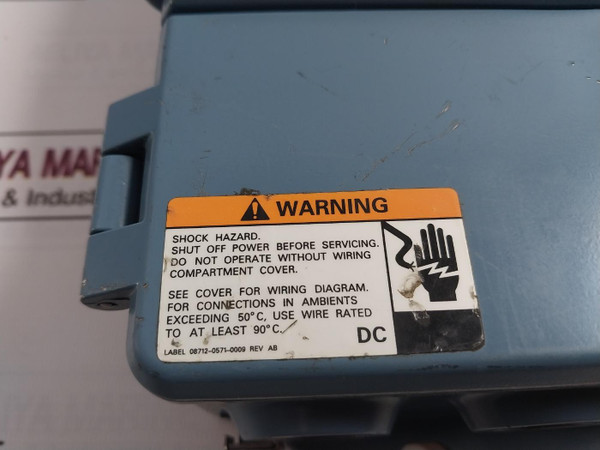 YA MAR
& Indust
WARNING
SHOCK HAZARD.
SHUT OFF POWER BEFORE SERVICING.
DO NOT OPERATE WITHOUT WIRING
COMPARTMENT COVER.
SEE COVER FOR WIRING DIAGRAM.
FOR CONNECTIONS IN AMBIENTS
EXCEEDING 50°C, USE WIRE RATED
TO AT LEAST 90°C.
DC
LABEL 08712-0571-0009 REV AB